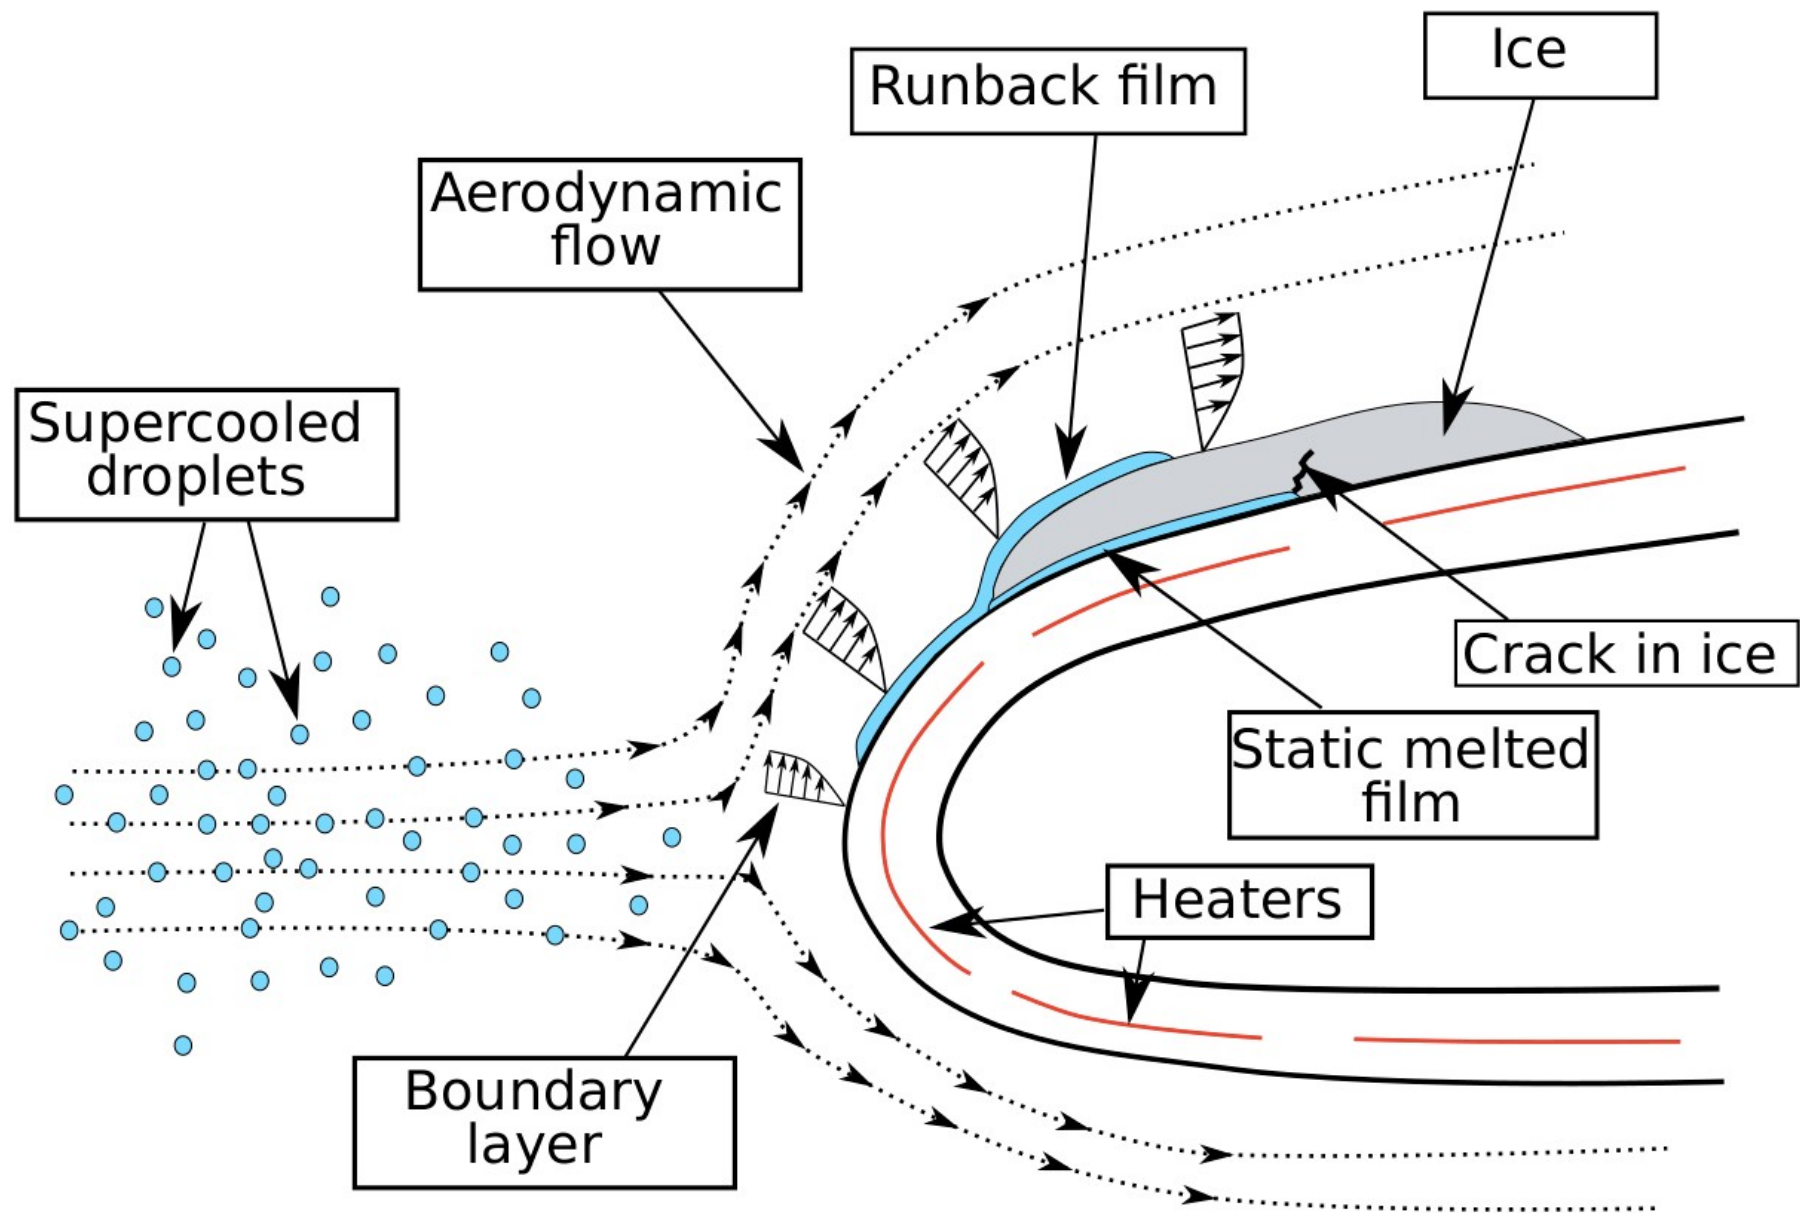 Ice
Runback film
Aerodynamic
flow
Supercooled
droplets
Crack in ice
Static melted
film
Heaters
Boundary
layer